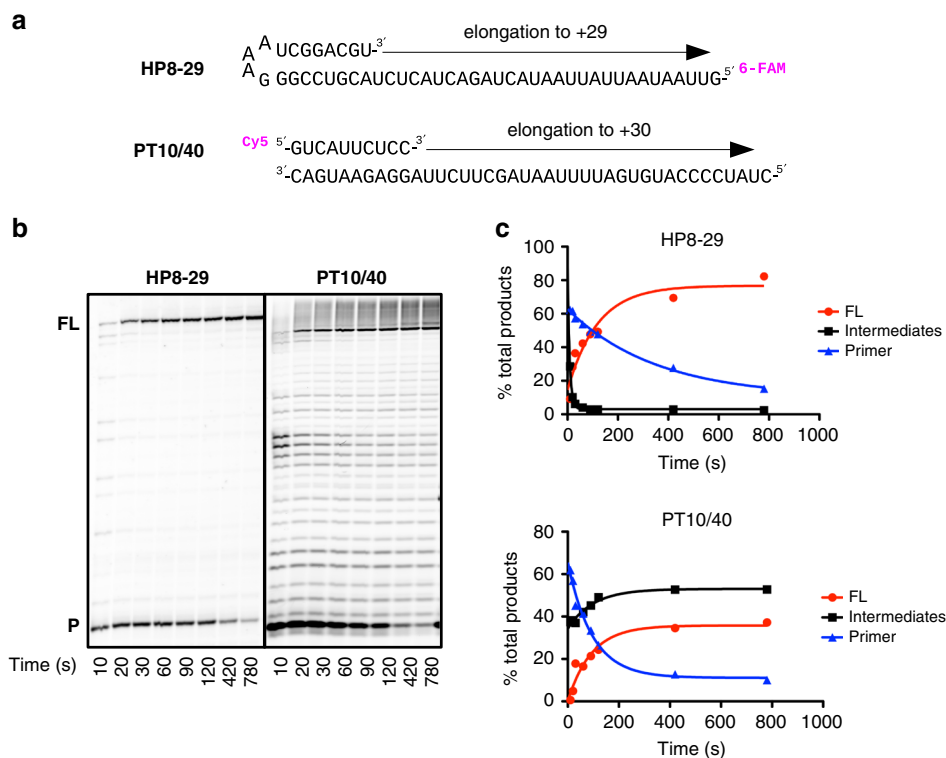 a
elongation to +29
A A UCGGACGU-3′
HP8-29
A G GGCCUGCAUCUCAUCAGAUCAUAAUUAUUAAUAAUUG-5′ 6-FAM
elongation to +30
Cy5 5′-GUCAUUCUCC-3′
PT10/40
3′-CAGUAAGAGGAUUCUUCGAUAAUUUUAGUGUACCCCUAUC-5′
b
HP8-29 PT10/40
FL
P
Time (s) 10 20 30 60 90 120 420 780 10 20 30 60 90 120 420 780
c
HP8-29
% total products
100
80
60
40
20
0
0 200 400 600 800 1000
Time (s)
FL
Intermediates
Primer
PT10/40
% total products
80
60
40
20
0
0 200 400 600 800 1000
Time (s)
FL
Intermediates
Primer